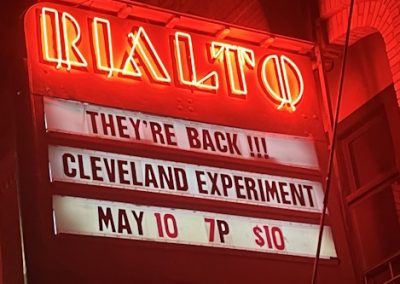 RIALTO
THEY'RE BACK !!!
CLEVELAND EXPERIMENT
MAY 10 7P $10